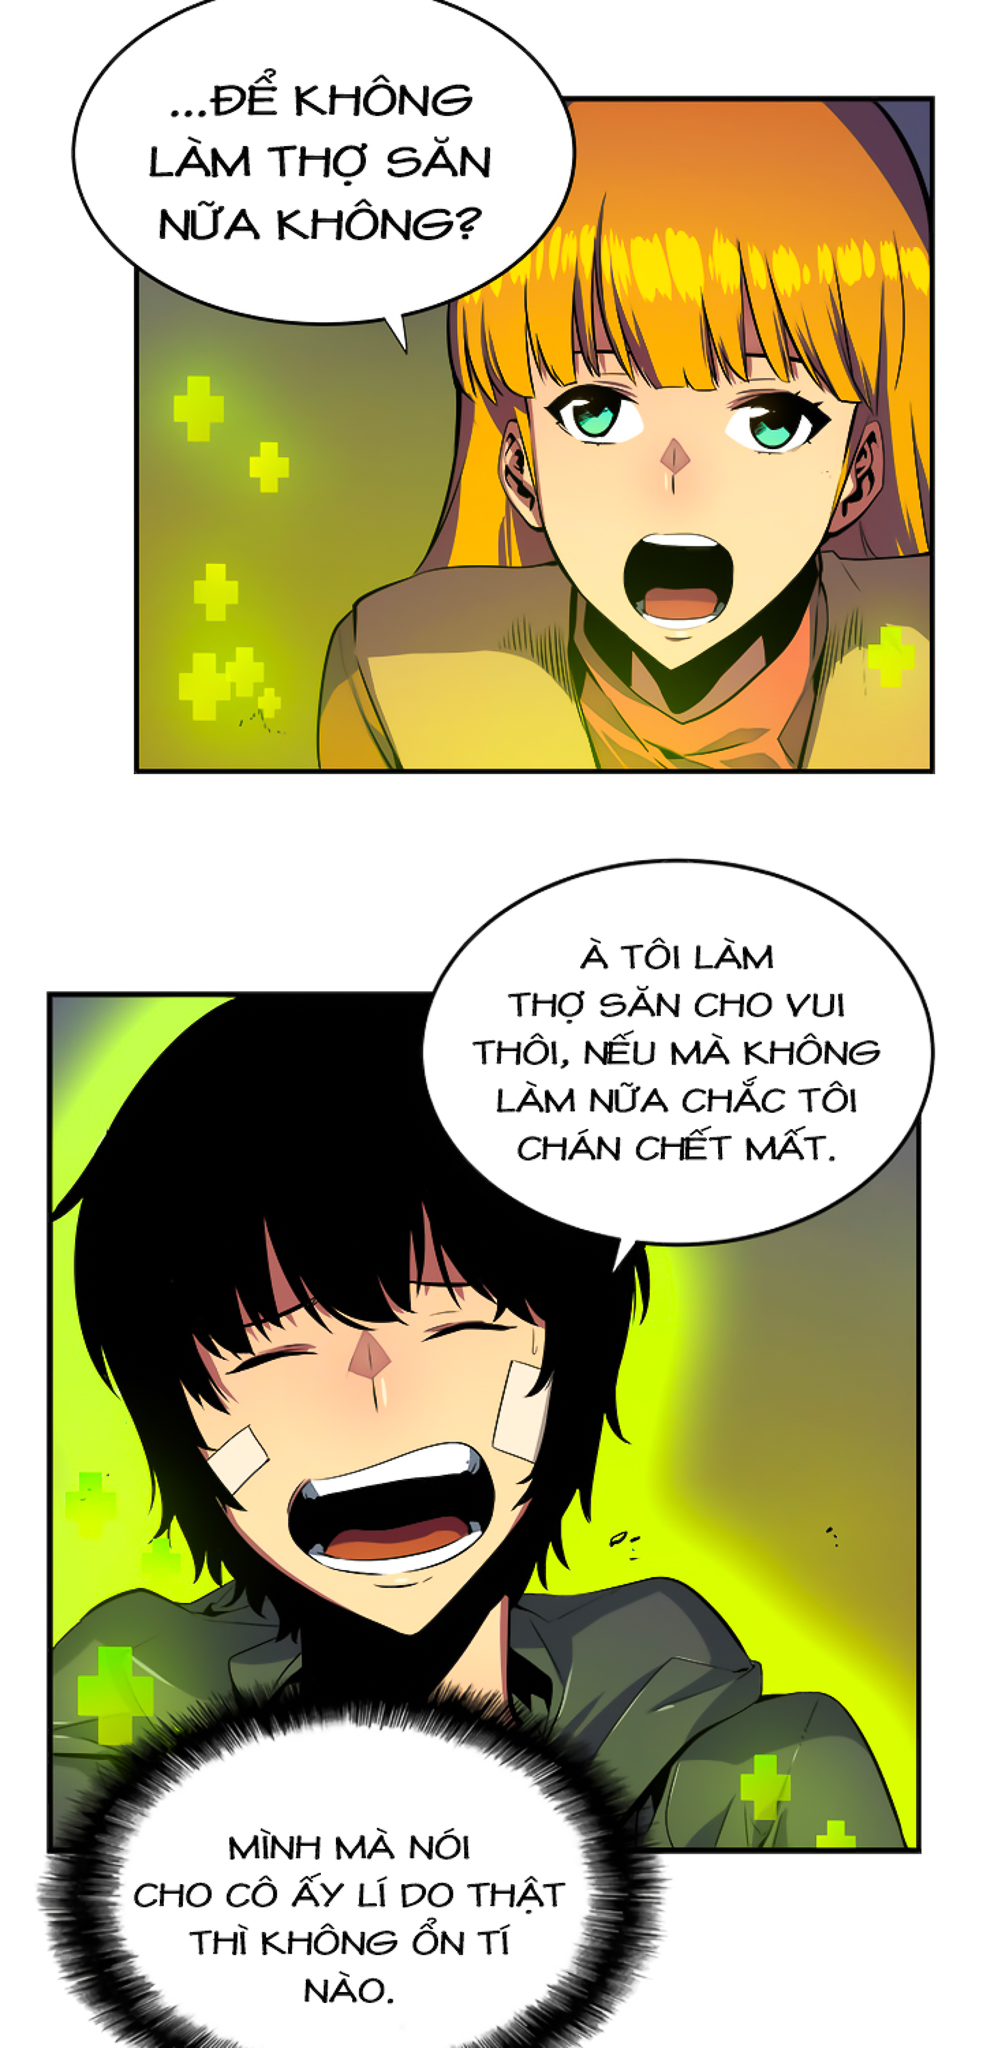 ...ĐỂ KHÔNG
LÀM THỢ SĂN
NỮA KHÔNG?
À TÔI LÀM
THỢ SĂN CHO VUI
THÔI, NẾU MÀ KHÔNG
LÀM NỮA CHẮC TÔI
CHÁN CHẾT MẤT.
MÌNH MÀ NÓI
CHO CÔ ẤY LÍ DO THẬT
THÌ KHÔNG ỔN TÍ
NÀO.